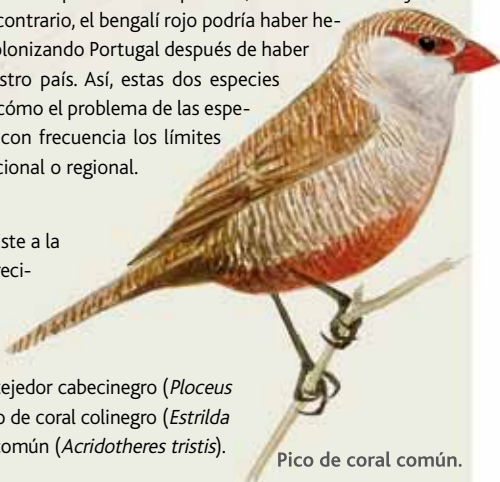 contrario, el bengalí rojo podría haber he-
olonizando Portugal después de haber
stro país. Así, estas dos especies
cómo el problema de las espe-
con frecuencia los límites
cional o regional.
ste a la
reci-
tejedor cabecinegro (Ploceus
o de coral colinegro (Estrilda
omún (Acridotheres tristis).
Pico de coral común.